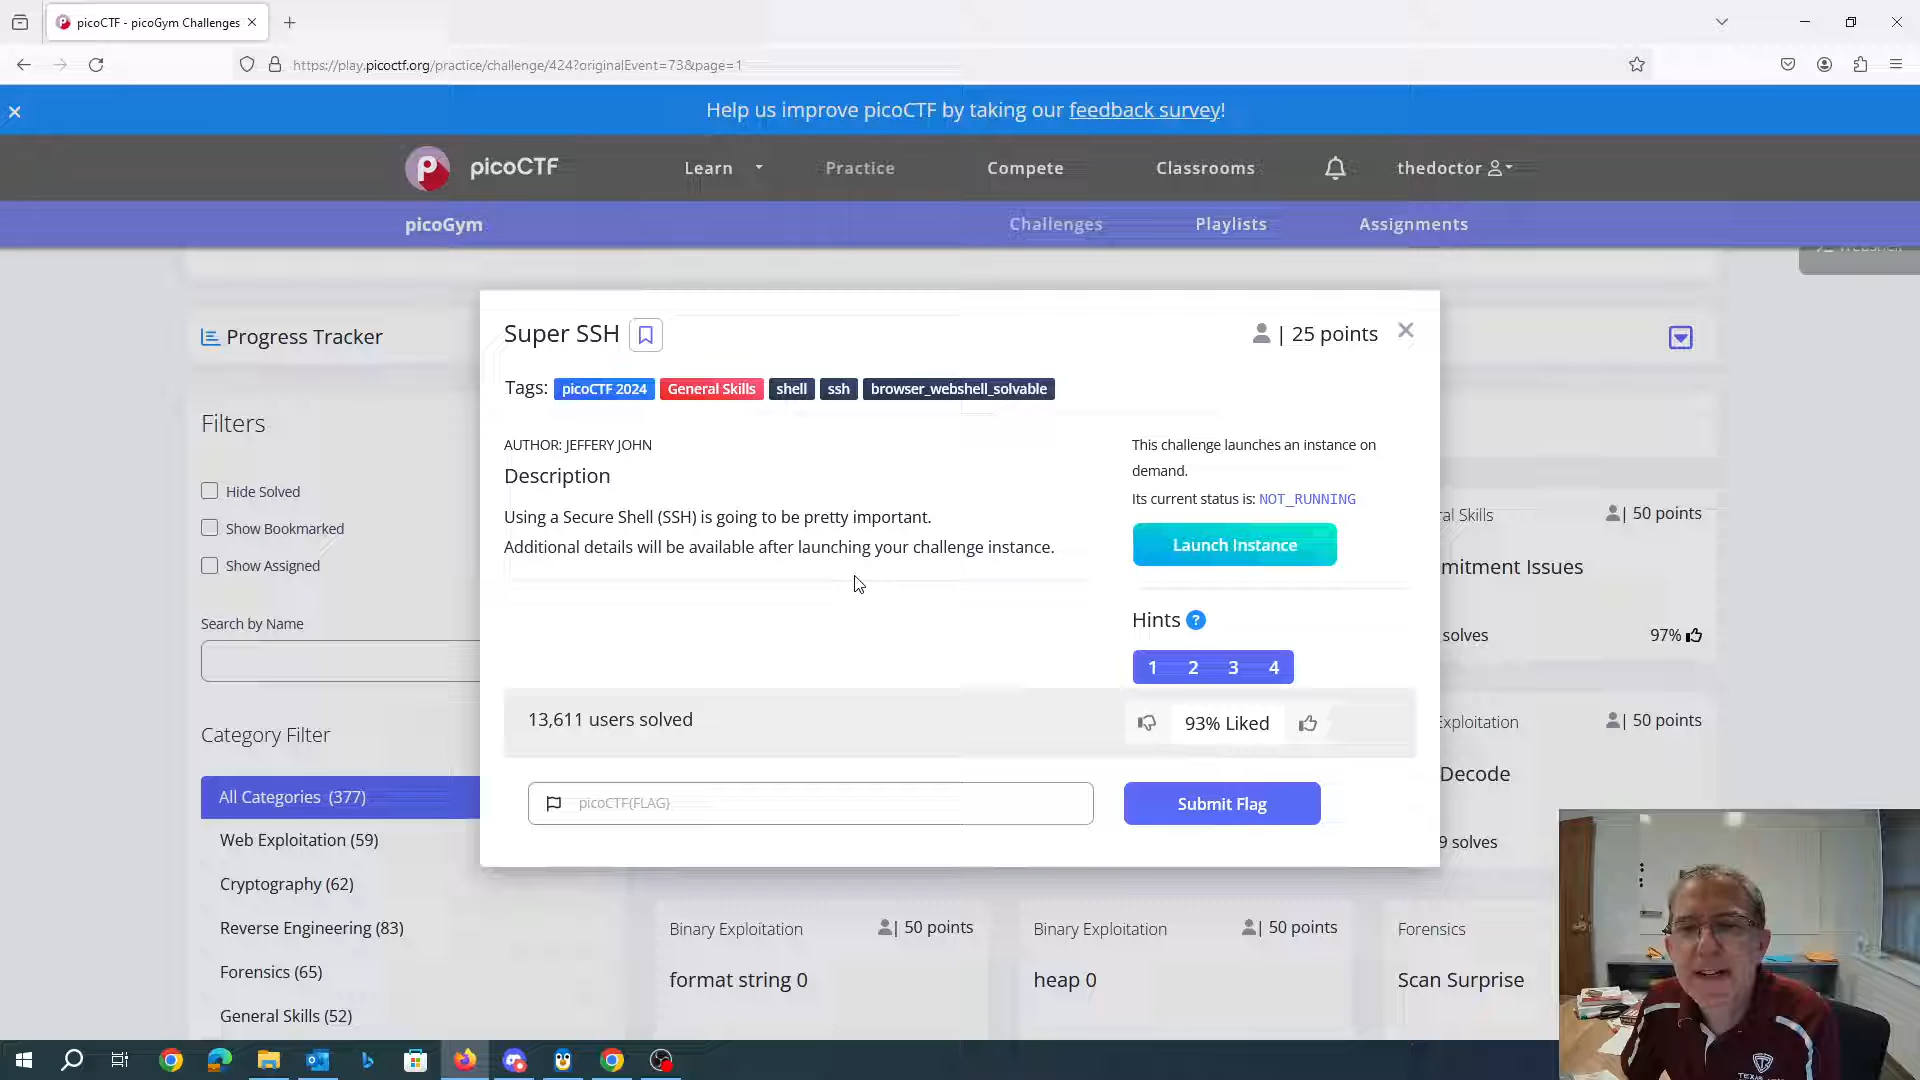 picoCTF - picoGym Challenges
https://play.picoctf.org/practice/challenge/424?originalEvent=73&page=1
Help us improve picoCTF by taking our feedback survey!
picoCTF
Learn
Practice
Compete
Classrooms
thedoctor
picoGym
Challenges
Playlists
Assignments
Webshell
Progress Tracker
Filters
Hide Solved
Show Bookmarked
Show Assigned
Search by Name
Category Filter
All Categories (377)
Web Exploitation (59)
Cryptography (62)
Reverse Engineering (83)
Forensics (65)
General Skills (52)
Super SSH
| 25 points
Tags: picoCTF 2024 General Skills shell ssh browser_webshell_solvable
AUTHOR: JEFFERY JOHN
Description
Using a Secure Shell (SSH) is going to be pretty important.
Additional details will be available after launching your challenge instance.
This challenge launches an instance on
demand.
Its current status is: NOT_RUNNING
Launch Instance
Hints ?
1 2 3 4
13,611 users solved
93% Liked
picoCTF{FLAG}
Submit Flag
al Skills
| 50 points
mitment Issues
solves
97%
Exploitation
| 50 points
Decode
9 solves
Binary Exploitation
| 50 points
format string 0
Binary Exploitation
| 50 points
heap 0
Forensics
Scan Surprise